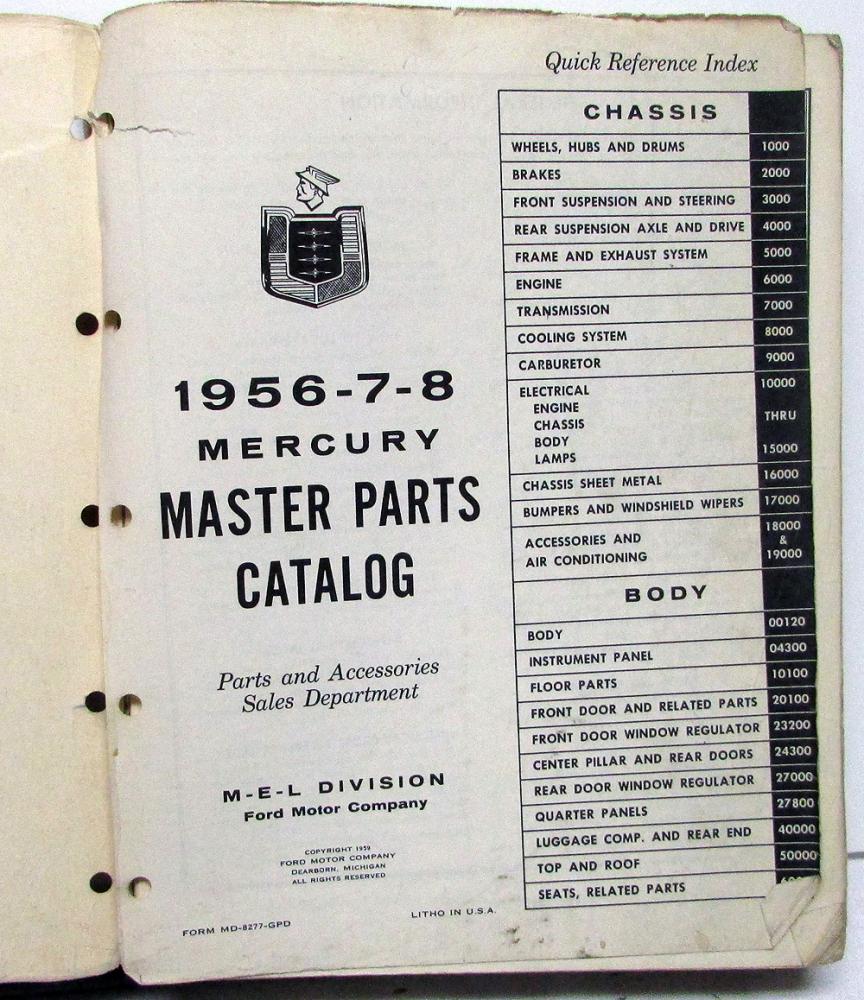 Quick Reference Index
1956-7-8
MERCURY
MASTER PARTS
CATALOG
Parts and Accessories
Sales Department
M-E-L DIVISION
Ford Motor Company
COPYRIGHT 1959
FORD MOTOR COMPANY
DEARBORN, MICHIGAN
ALL RIGHTS RESERVED
FORM MD-8277-GPD
LITHO IN U.S.A.
CHASSIS
WHEELS, HUBS AND DRUMS 1000
BRAKES 2000
FRONT SUSPENSION AND STEERING 3000
REAR SUSPENSION AXLE AND DRIVE 4000
FRAME AND EXHAUST SYSTEM 5000
ENGINE 6000
TRANSMISSION 7000
COOLING SYSTEM 8000
CARBURETOR 9000
ELECTRICAL 10000
ENGINE
CHASSIS THRU
BODY
LAMPS 15000
CHASSIS SHEET METAL 16000
BUMPERS AND WINDSHIELD WIPERS 17000
ACCESSORIES AND 18000
&
AIR CONDITIONING 19000
BODY
BODY 00120
INSTRUMENT PANEL 04300
FLOOR PARTS 10100
FRONT DOOR AND RELATED PARTS 20100
FRONT DOOR WINDOW REGULATOR 23200
CENTER PILLAR AND REAR DOORS 24300
REAR DOOR WINDOW REGULATOR 27000
QUARTER PANELS 27800
LUGGAGE COMP. AND REAR END 40000
TOP AND ROOF 50000
SEATS, RELATED PARTS